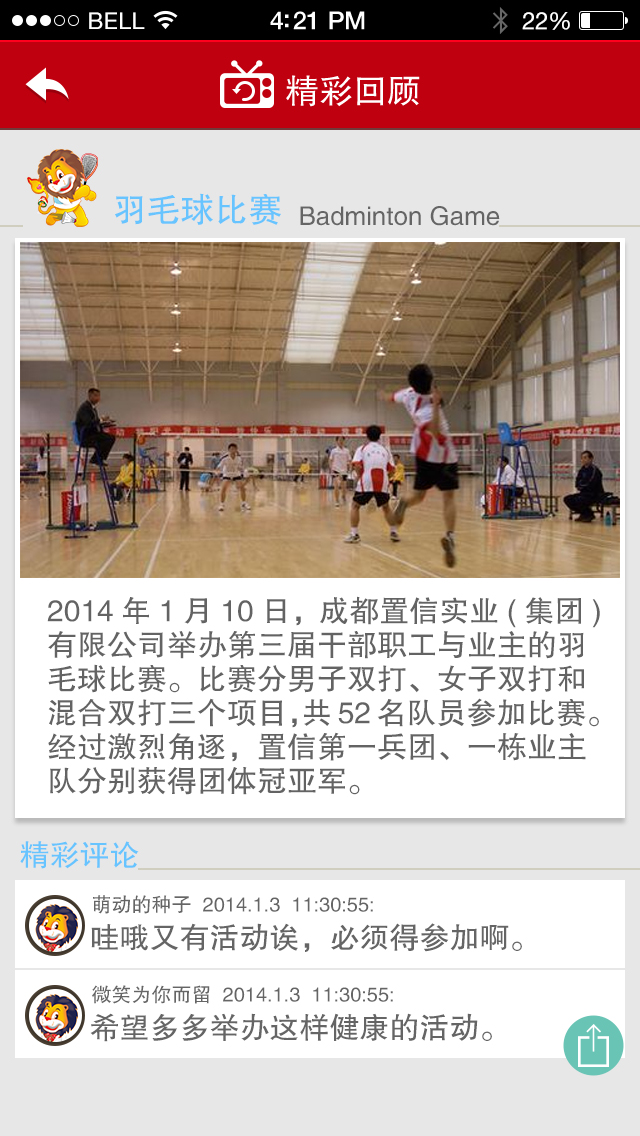 BELL 4:21 PM 22%
精彩回顾
羽毛球比赛 Badminton Game
2014 年 1 月 10 日，成都置信实业 ( 集团 )
有限公司举办第三届干部职工与业主的羽
毛球比赛。比赛分男子双打、女子双打和
混合双打三个项目,共 52 名队员参加比赛。
经过激烈角逐，置信第一兵团、一栋业主
队分别获得团体冠亚军。
精彩评论
萌动的种子 2014.1.3 11:30:55:
哇哦又有活动诶，必须得参加啊。
微笑为你而留 2014.1.3 11:30:55:
希望多多举办这样健康的活动。